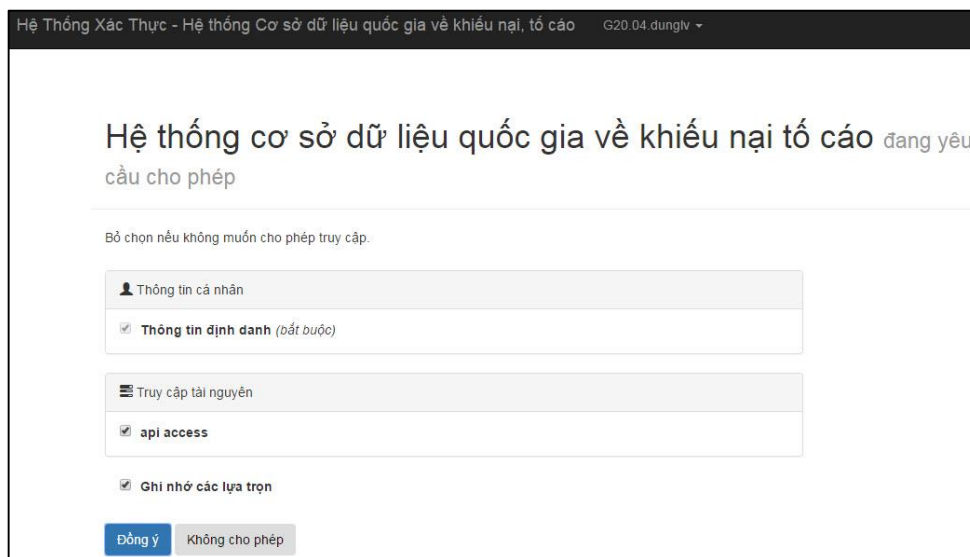 Hệ Thống Xác Thực - Hệ thống Cơ sở dữ liệu quốc gia về khiếu nại, tố cáo G20.04.dunglv
Hệ thống cơ sở dữ liệu quốc gia về khiếu nại tố cáo đang yêu
cầu cho phép
Bỏ chọn nếu không muốn cho phép truy cập.
Thông tin cá nhân
Thông tin định danh (bắt buộc)
Truy cập tài nguyên
api access
Ghi nhớ các lựa trọn
Đồng ý Không cho phép